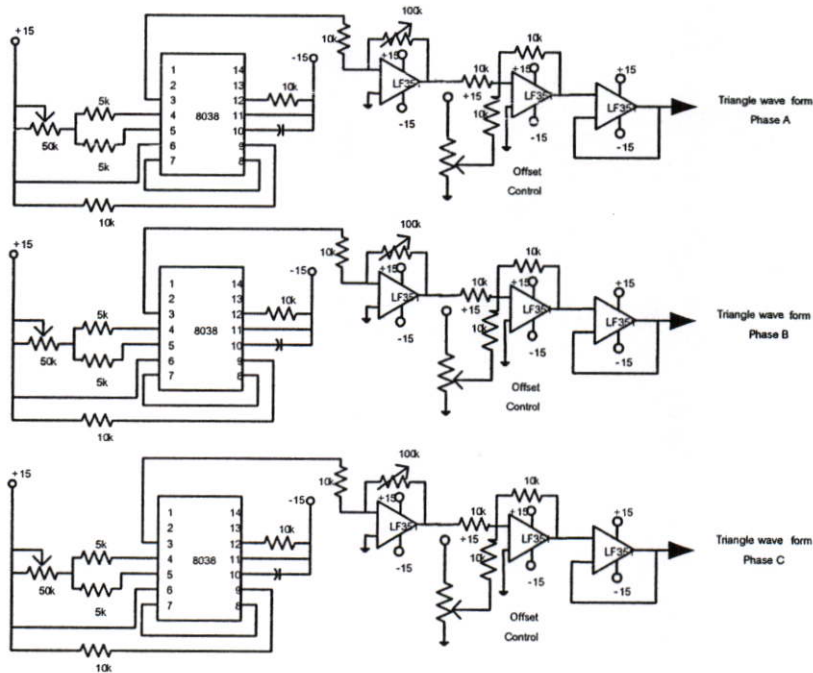 +15
50k
5k
5k
10k
1
2
3
4
5
6
7
8038
14
13
12
11
10
9
8
-15
10k
10k
100k
+15
LF351
-15
10k
+15
10k
10k
+15
LF351
-15
Offset
Control
+15
LF351
-15
Triangle wave form
Phase A
+15
50k
5k
5k
10k
1
2
3
4
5
6
7
8038
14
13
12
11
10
9
8
-15
10k
10k
100k
+15
LF351
-15
10k
+15
10k
10k
+15
LF351
-15
Offset
Control
+15
LF351
-15
Triangle wave form
Phase B
+15
50k
5k
5k
10k
1
2
3
4
5
6
7
8038
14
13
12
11
10
9
8
-15
10k
10k
100k
+15
LF351
-15
10k
+15
10k
10k
+15
LF351
-15
Offset
Control
+15
LF351
-15
Triangle wave form
Phase C